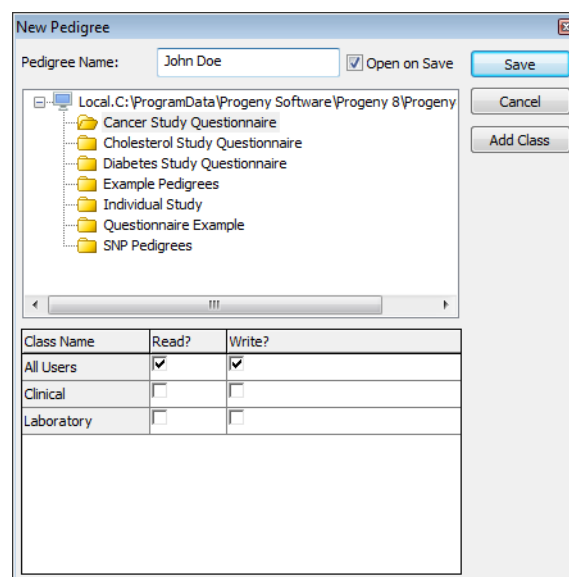 New Pedigree
Pedigree Name: John Doe Open on Save Save
Local.C:\ProgramData\Progeny Software\Progeny 8\Progeny Cancel
Cancer Study Questionnaire
Cholesterol Study Questionnaire Add Class
Diabetes Study Questionnaire
Example Pedigrees
Individual Study
Questionnaire Example
SNP Pedigrees
Class Name Read? Write?
All Users
Clinical
Laboratory